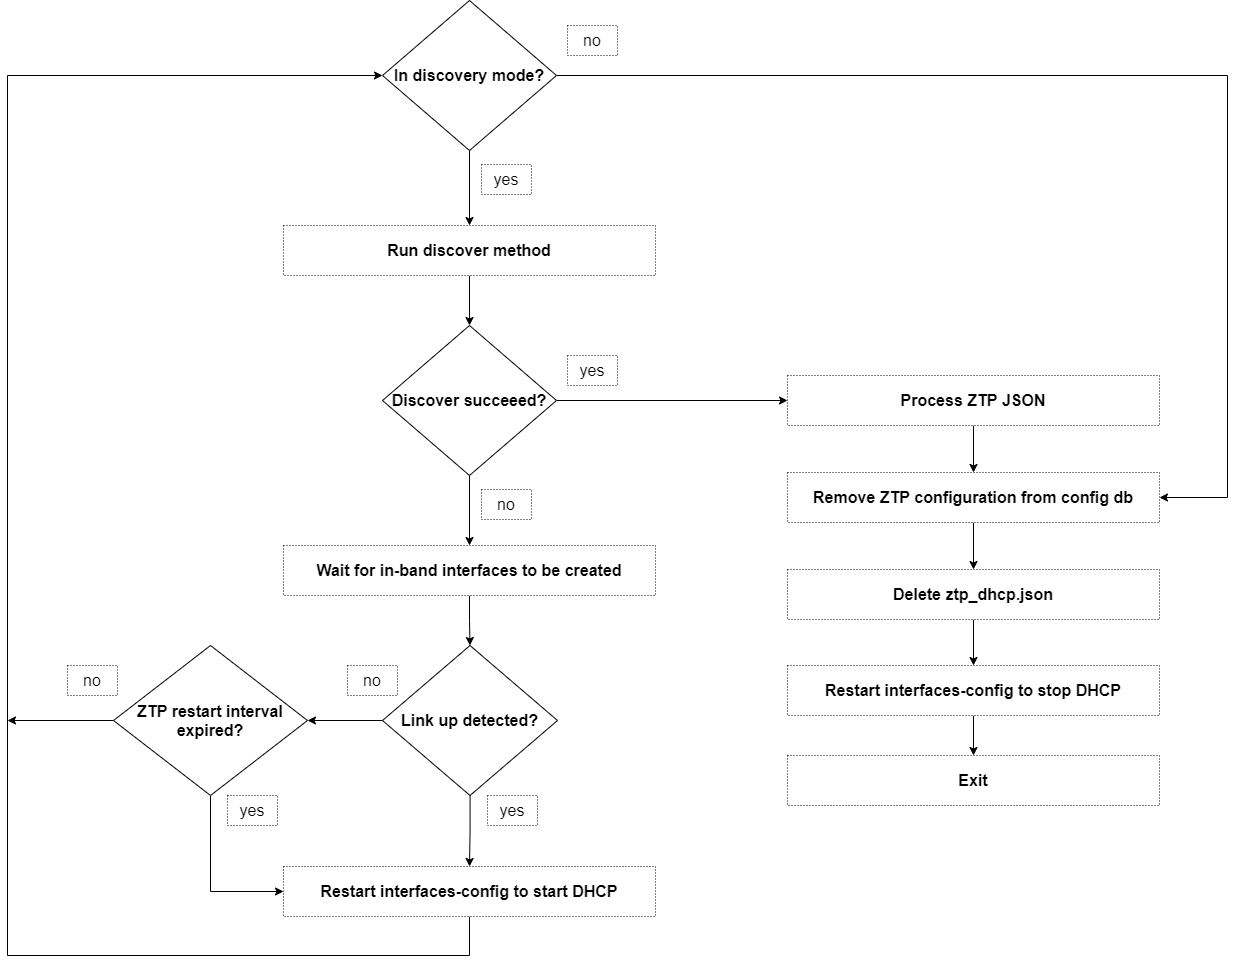 no
In discovery mode?
yes
Run discover method
yes
Discover succeeed?
Process ZTP JSON
no
Remove ZTP configuration from config db
Wait for in-band interfaces to be created
Delete ztp_dhcp.json
no
no
Restart interfaces-config to stop DHCP
ZTP restart interval
expired?
Link up detected?
Exit
yes
yes
Restart interfaces-config to start DHCP